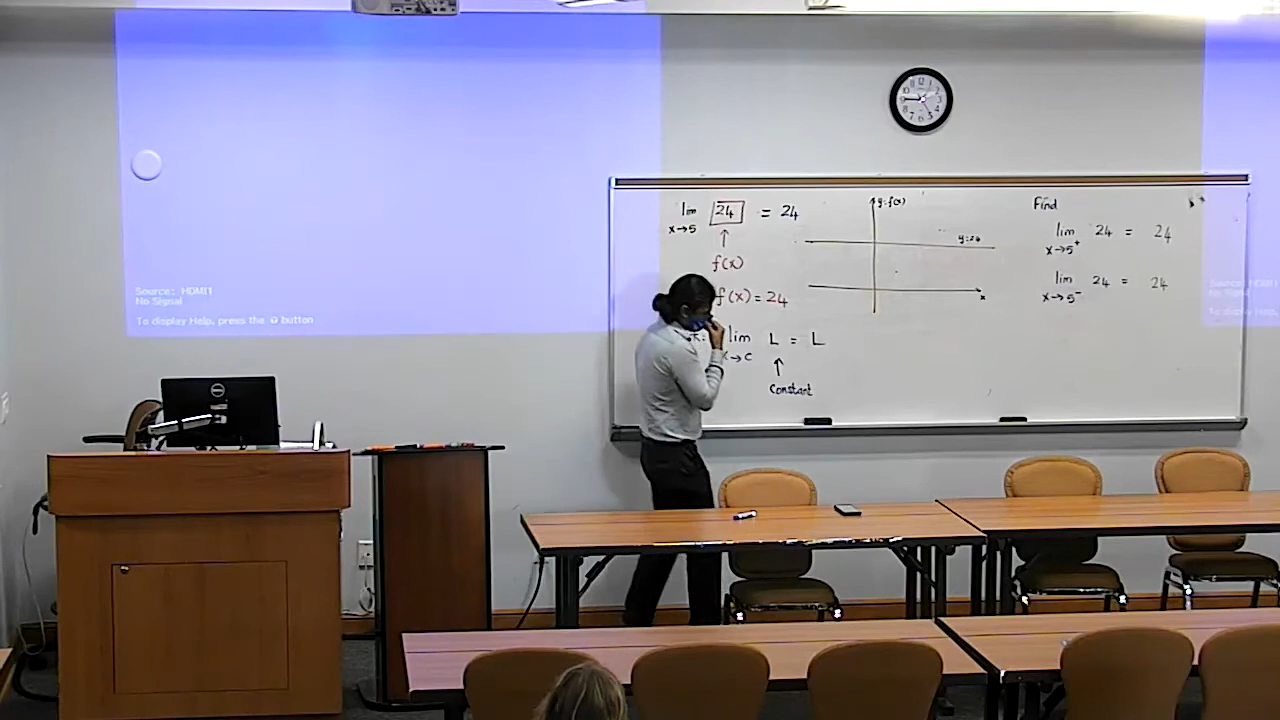 Source: HDMI1
No Signal
To display Help, press the button
lim x→5 24 = 24
↑
f(x)
f(x) = 24
lim L = L
→C
↑
Constant
y=f(x)
y=24
x
Find
lim x→5⁺ 24 = 24
lim x→5⁻ 24 = 24
DELL